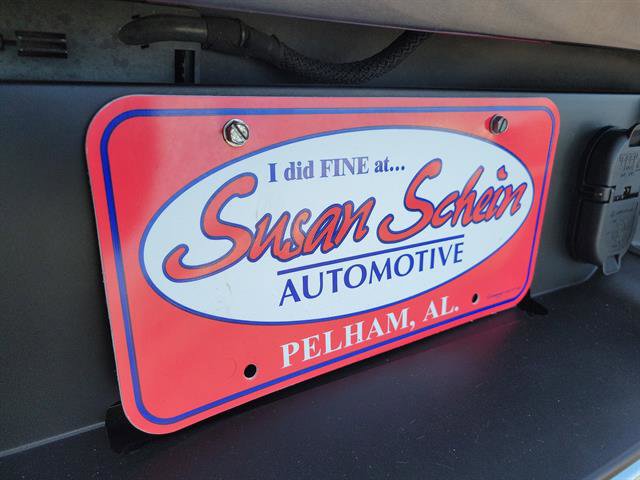 I did FINE at...
Susan Schein
AUTOMOTIVE
PELHAM, AL.